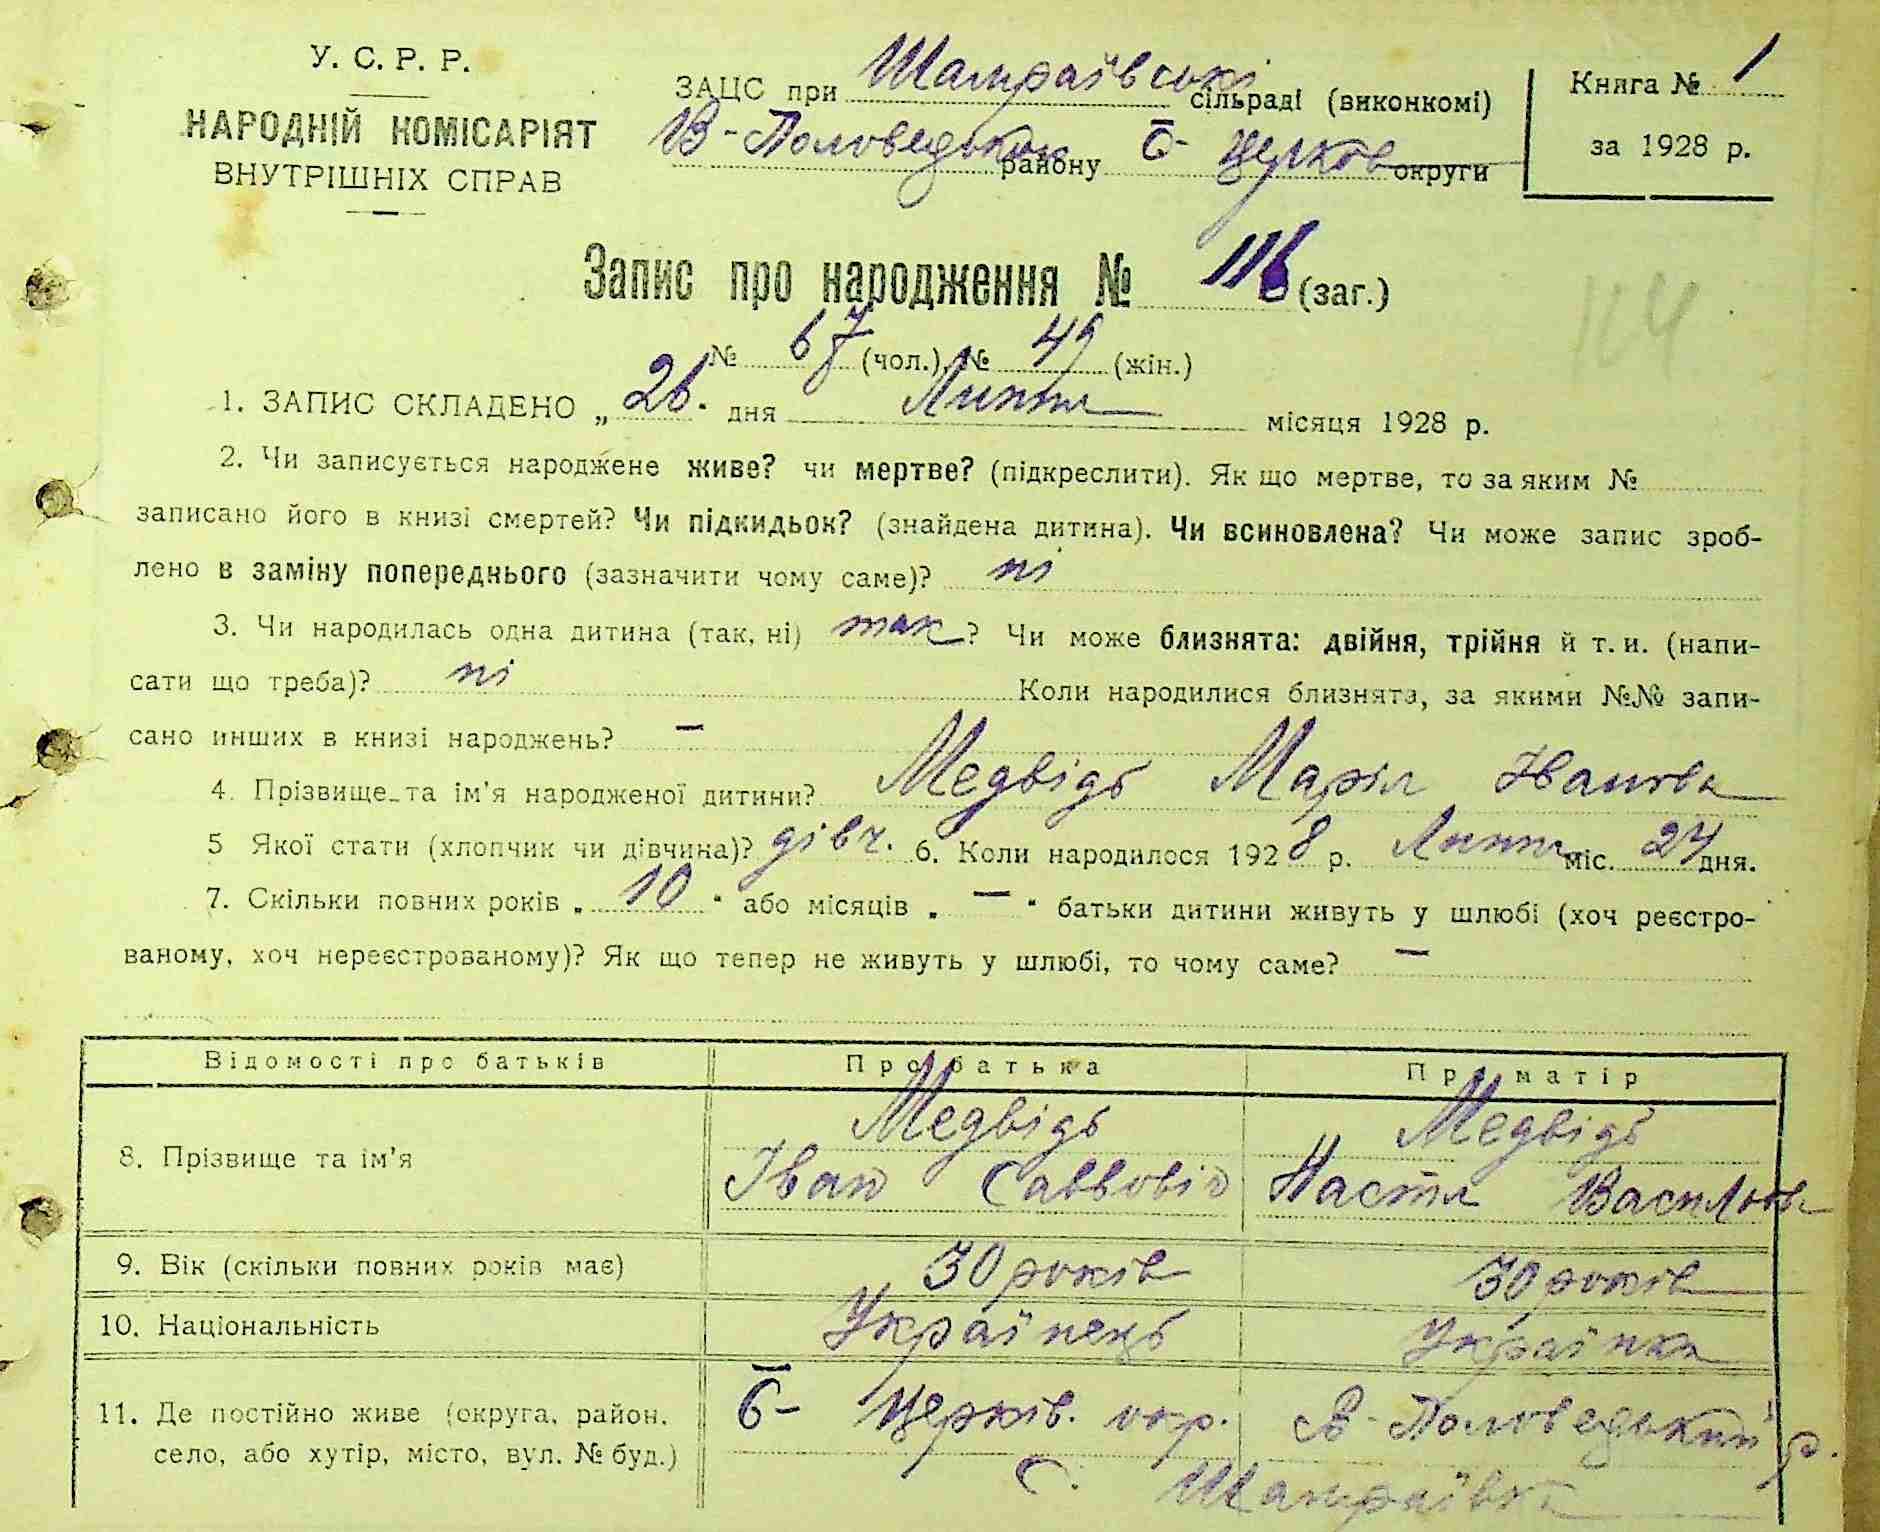 У. С. Р. Р.
НАРОДНІЙ КОМІСАРІЯТ
ВНУТРІШНІХ СПРАВ
ЗАЦС при Шамраївські сільраді (виконкомі)
В-Половецьком району Б-Церков округи
Книга № 1
за 1928 р.
Запис про народження № 116 (заг.)
114
№ 67 (чол.) № 49 (жін.)
1. ЗАПИС СКЛАДЕНО „ 26. дня Липня місяця 1928 р.
2. Чи записується народжене живе? чи мертве? (підкреслити). Як що мертве, то за яким №
записано його в книзі смертей? Чи підкидьок? (знайдена дитина). Чи всиновлена? Чи може запис зроб-
лено в заміну попереднього (зазначити чому саме)? ні
3. Чи народилась одна дитина (так, ні) так? Чи може близнята: двійня, трійня й т. и. (напи-
сати що треба)? ні Коли народилися близнята, за якими №№ запи-
сано инших в книзі народжень? —
4. Прізвище та ім'я народженої дитини? Медвідь Марія Іванова
5 Якої стати (хлопчик чи дівчина)? дівч. 6. Коли народилося 1928 р. Липня міс. 24 дня.
7. Скільки повних років „ 10 " або місяців „ — " батьки дитини живуть у шлюбі (хоч реєстро-
ваному, хоч нереєстрованому)? Як що тепер не живуть у шлюбі, то чому саме? —
Відомості про батьків Про батька Про матір
8. Прізвище та ім'я Медвідь Іван Саввовіч Медвідь Настя Василова
9. Вік (скільки повних років має) 30 років 30 років
10. Національність Українець Українка
11. Де постійно живе (округа, район, Б- Церків. окр. В-Половецький р.
село, або хутір, місто, вул. № буд.) С. Шамраївка